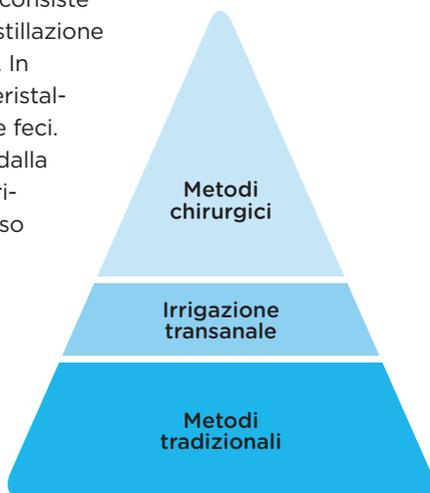 consiste
stillazione
. In
eristal-
e feci.
dalla
ri-
so
Metodi
chirurgici
Irrigazione
transanale
Metodi
tradizionali